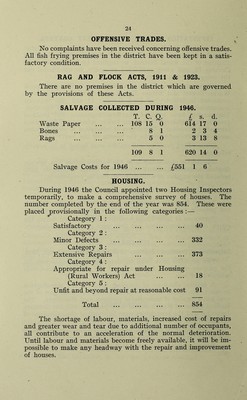 24
OFFENSIVE TRADES.
No complaints have been received concerning offensive trades.
All fish frying premises in the district have been kept in a satis-
factory condition.
RAG AND FLOCK ACTS, 1911 & 1923.
There are no premises in the district which are governed
by the provisions of these Acts.
SALVAGE COLLECTED DURING 1946.
T. C. Q. £ s. d.
Waste Paper ... ... 108 15 0 614 17 0
Bones ... ... 8 1 2 3 4
Rags ... ... 5 0 3 13 8
109 8 1 620 14 0
Salvage Costs for 1946 ... ... £551 1 6
HOUSING.
During 1946 the Council appointed two Housing Inspectors
temporarily, to make a comprehensive survey of houses. The
number completed by the end of the year was 854. These were
placed provisionally in the following categories :—
Category 1 :
Satisfactory ... ... ... ... 40
Category 2 :
Minor Defects ... ... ... ... 332
Category 3 :
Extensive Repairs ... ... ... 373
Category 4 :
Appropriate for repair under Housing
(Rural Workers) Act ... ... 18
Category 5 :
Unfit and beyond repair at reasonable cost 91
Total ... ... ... ... 854
The shortage of labour, materials, increased cost of repairs
and greater wear and tear due to additional number of occupants,
all contribute to an acceleration of the normal deterioration.
Until labour and materials become freely available, it will be im-
possible to make any headway with the repair and improvement
of houses.